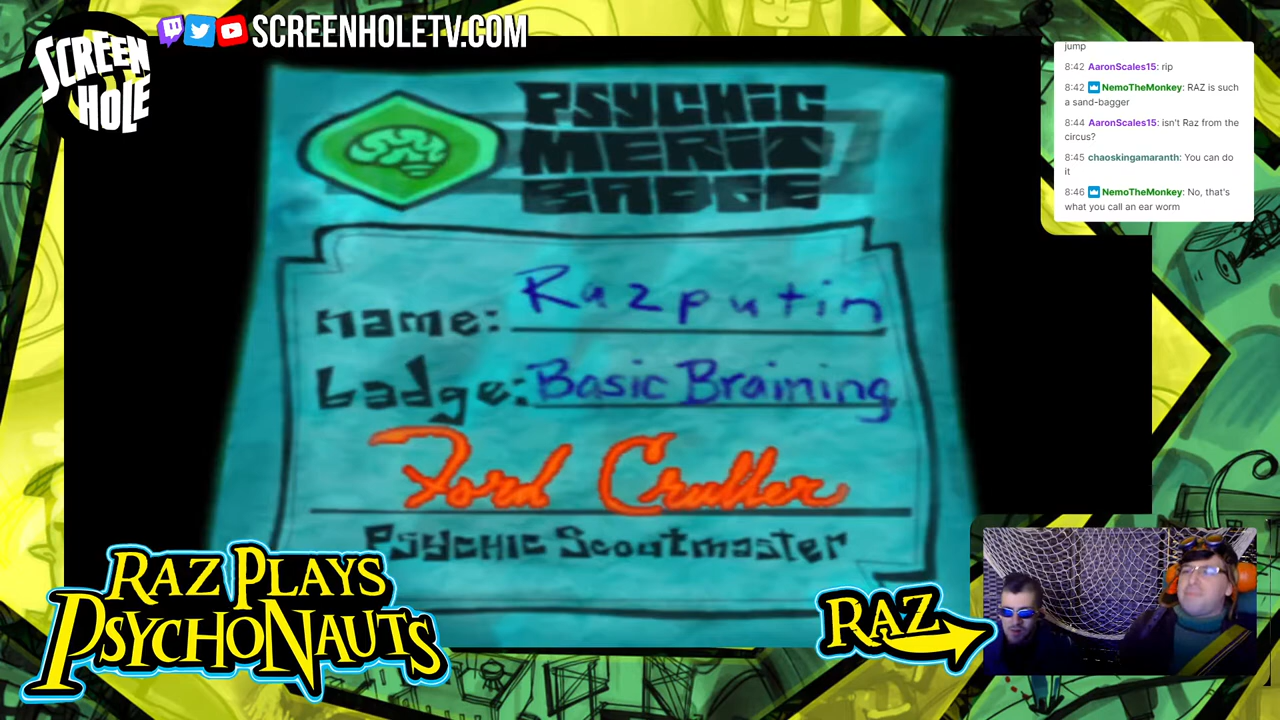 SCREENHOLETV.COM
SCREEN
HOLE
PSYCHIC
MERIT
BADGE
name: Razputin
badge: Basic Braining
Ford Cruller
Psychic Scoutmaster
jump
8:42 AaronScales15: rip
8:42 NemoTheMonkey: RAZ is such
a sand-bagger
8:44 AaronScales15: isn't Raz from the
circus?
8:45 chaoskingamaranth: You can do
it
8:46 NemoTheMonkey: No, that's
what you call an ear worm
RAZ PLAYS
PSYCHONAUTS
RAZ